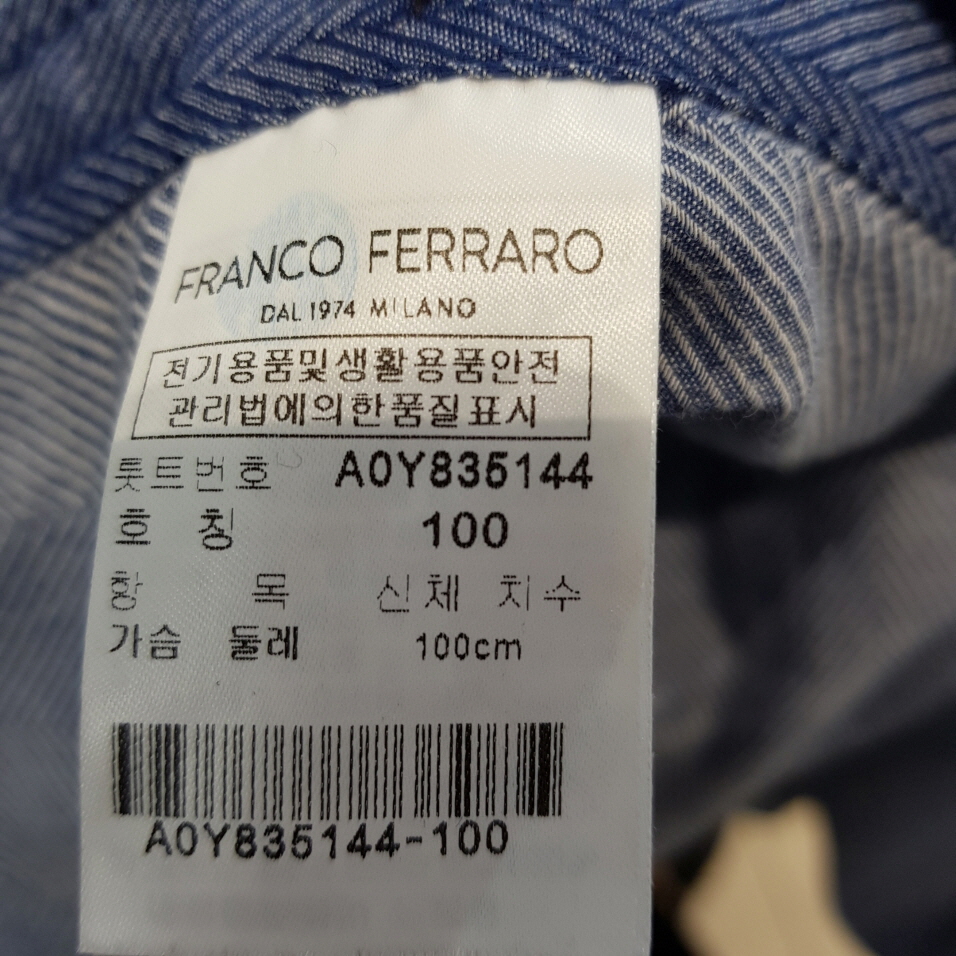 FRANCO FERRARO
DAL 1974 MILANO
전기용품및생활용품안전
관리법에의한품질표시
롯트번호 A0Y835144
호 칭 100
항 목 신체 치수
가슴 둘레 100cm
A0Y835144-100